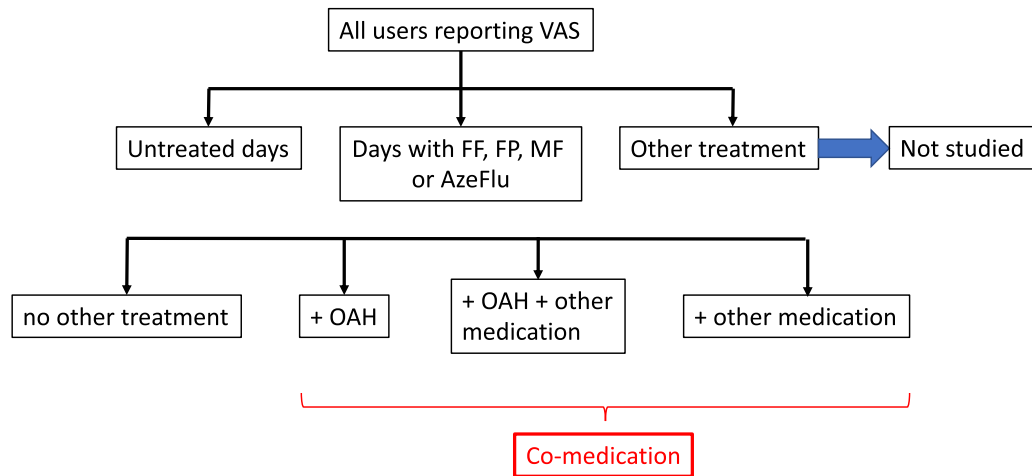 All users reporting VAS
Untreated days
Days with FF, FP, MF
or AzeFlu
Other treatment
Not studied
no other treatment
+ OAH
+ OAH + other
medication
+ other medication
Co-medication